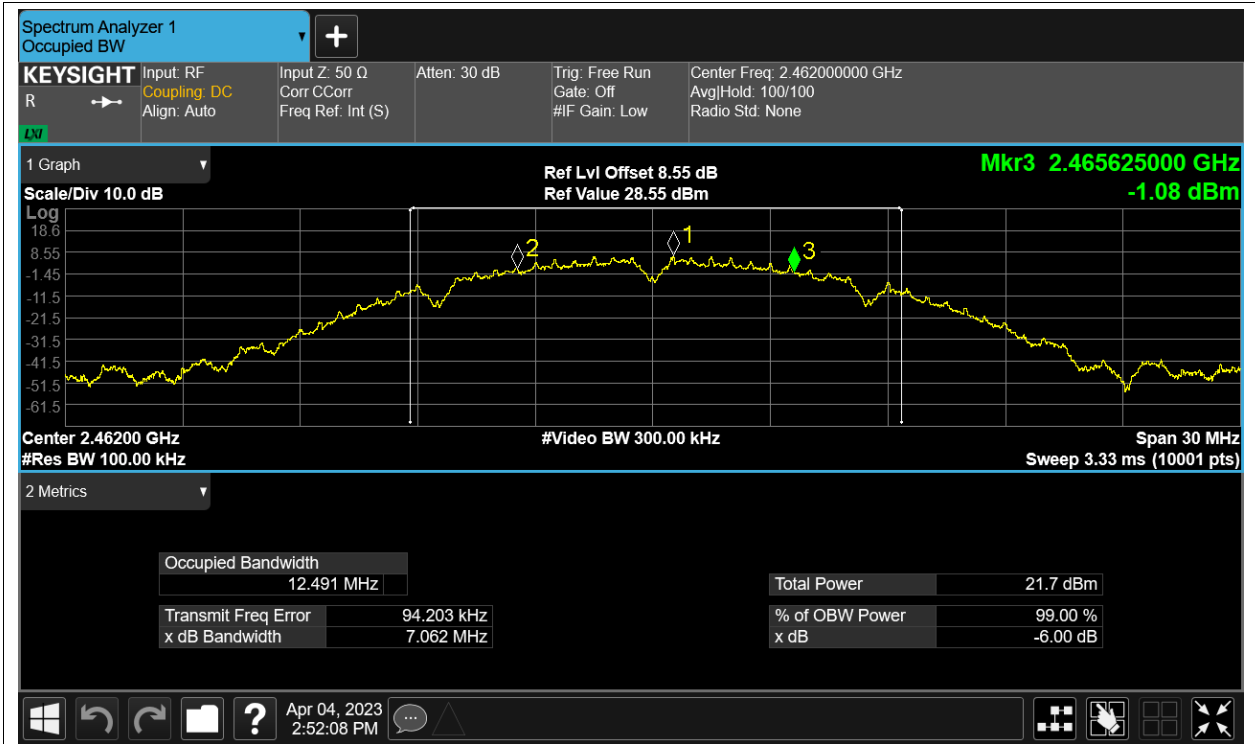 Spectrum Analyzer 1
Occupied BW
KEYSIGHT
R
LXI
Input: RF
Coupling: DC
Align: Auto
Input Z: 50 Ω
Corr CCorr
Freq Ref: Int (S)
Atten: 30 dB
Trig: Free Run
Gate: Off
#IF Gain: Low
Center Freq: 2.462000000 GHz
Avg|Hold: 100/100
Radio Std: None
1 Graph
Scale/Div 10.0 dB
Ref Lvl Offset 8.55 dB
Ref Value 28.55 dBm
Mkr3 2.465625000 GHz
-1.08 dBm
Log
18.6
8.55
-1.45
-11.5
-21.5
-31.5
-41.5
-51.5
-61.5
2
1
3
Center 2.46200 GHz
#Video BW 300.00 kHz
Span 30 MHz
#Res BW 100.00 kHz
Sweep 3.33 ms (10001 pts)
2 Metrics
Occupied Bandwidth
12.491 MHz
Total Power 21.7 dBm
Transmit Freq Error 94.203 kHz
% of OBW Power 99.00 %
x dB Bandwidth 7.062 MHz
x dB -6.00 dB
?
Apr 04, 2023
2:52:08 PM